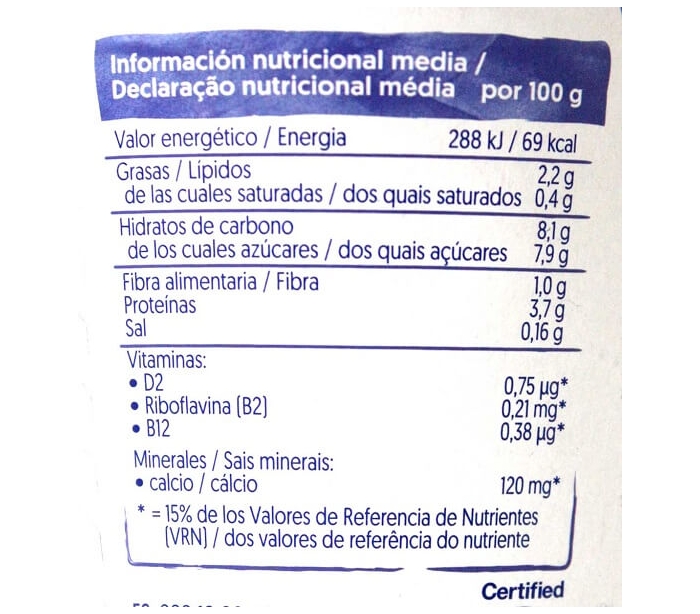 Información nutricional media /
Declaração nutricional média por 100 g
Valor energético / Energia 288 kJ / 69 kcal
Grasas / Lípidos 2,2 g
de las cuales saturadas / dos quais saturados 0,4 g
Hidratos de carbono 8,1 g
de los cuales azúcares / dos quais açúcares 7,9 g
Fibra alimentaria / Fibra 1,0 g
Proteínas 3,7 g
Sal 0,16 g
Vitaminas:
• D2 0,75 µg*
• Riboflavina (B2) 0,21 mg*
• B12 0,38 µg*
Minerales / Sais minerais:
• calcio / cálcio 120 mg*
* = 15% de los Valores de Referencia de Nutrientes
(VRN) / dos valores de referência do nutriente
Certified